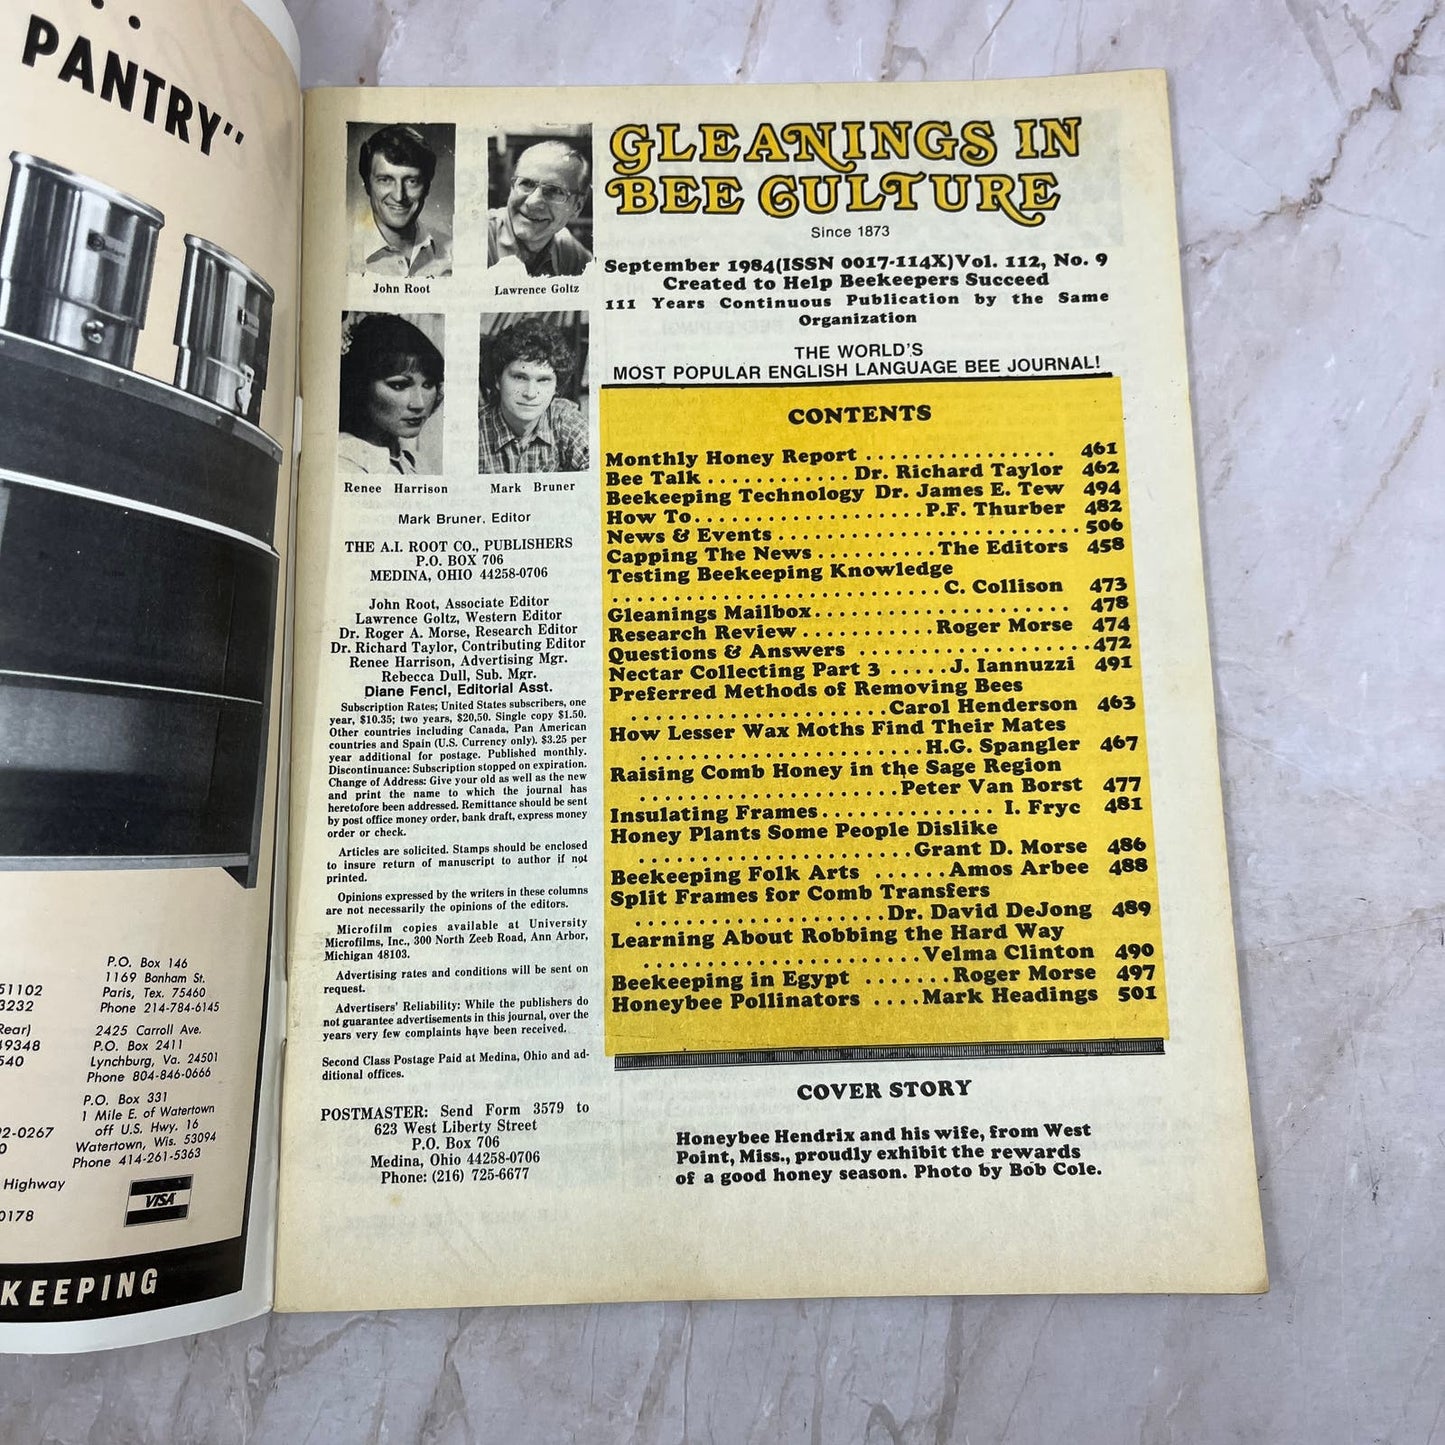 PANTRY"
P.O. Box 146
1169 Bonham St.
Paris, Tex. 75460
Phone 214-784-6145
2425 Carroll Ave.
P.O. Box 2411
Lynchburg, Va. 24501
Phone 804-846-0666
P.O. Box 331
1 Mile E. of Watertown
off U.S. Hwy. 16
Watertown, Wis. 53094
Phone 414-261-5363
51102
3232
Rear)
49348
540
02-0267
0
Highway
0178
VISA
KEEPING
John Root
Lawrence Goltz
Renee Harrison
Mark Bruner
Mark Bruner, Editor
THE A.I. ROOT CO., PUBLISHERS
P.O. BOX 706
MEDINA, OHIO 44258-0706
John Root, Associate Editor
Lawrence Goltz, Western Editor
Dr. Roger A. Morse, Research Editor
Dr. Richard Taylor, Contributing Editor
Renee Harrison, Advertising Mgr.
Rebecca Dull, Sub. Mgr.
Diane Fencl, Editorial Asst.
Subscription Rates; United States subscribers, one
year, $10.35; two years, $20,50. Single copy $1.50.
Other countries including Canada, Pan American
countries and Spain (U.S. Currency only). $3.25 per
year additional for postage. Published monthly.
Discontinuance: Subscription stopped on expiration.
Change of Address: Give your old as well as the new
and print the name to which the journal has
heretofore been addressed. Remittance should be sent
by post office money order, bank draft, express money
order or check.
Articles are solicited. Stamps should be enclosed
to insure return of manuscript to author if not
printed.
Opinions expressed by the writers in these columns
are not necessarily the opinions of the editors.
Microfilm copies available at University
Microfilms, Inc., 300 North Zeeb Road, Ann Arbor,
Michigan 48103.
Advertising rates and conditions will be sent on
request.
Advertisers' Reliability: While the publishers do
not guarantee advertisements in this journal, over the
years very few complaints have been received.
Second Class Postage Paid at Medina, Ohio and ad-
ditional offices.
POSTMASTER: Send Form 3579 to
623 West Liberty Street
P.O. Box 706
Medina, Ohio 44258-0706
Phone: (216) 725-6677
GLEANINGS IN
BEE CULTURE
Since 1873
September 1984(ISSN 0017-114X)Vol. 112, No. 9
Created to Help Beekeepers Succeed
111 Years Continuous Publication by the Same
Organization
THE WORLD'S
MOST POPULAR ENGLISH LANGUAGE BEE JOURNAL!
CONTENTS
Monthly Honey Report ................ 461
Bee Talk ............Dr. Richard Taylor 462
Beekeeping Technology Dr. James E. Tew 494
How To...................P.F. Thurber 482
News & Events ..........................506
Capping The News ..........The Editors 458
Testing Beekeeping Knowledge
............................C. Collison 473
Gleanings Mailbox...................... 478
Research Review ...........Roger Morse 474
Questions & Answers ....................472
Nectar Collecting Part 3 .....J. Iannuzzi 491
Preferred Methods of Removing Bees
......................Carol Henderson 463
How Lesser Wax Moths Find Their Mates
........................H.G. Spangler 467
Raising Comb Honey in the Sage Region
......................Peter Van Borst 477
Insulating Frames...............I. Fryc 481
Honey Plants Some People Dislike
.......................Grant D. Morse 486
Beekeeping Folk Arts ......Amos Arbee 488
Split Frames for Comb Transfers
.....................Dr. David DeJong 489
Learning About Robbing the Hard Way
........................Velma Clinton 490
Beekeeping in Egypt ........Roger Morse 497
Honeybee Pollinators ....Mark Headings 501
COVER STORY
Honeybee Hendrix and his wife, from West
Point, Miss., proudly exhibit the rewards
of a good honey season. Photo by Bob Cole.